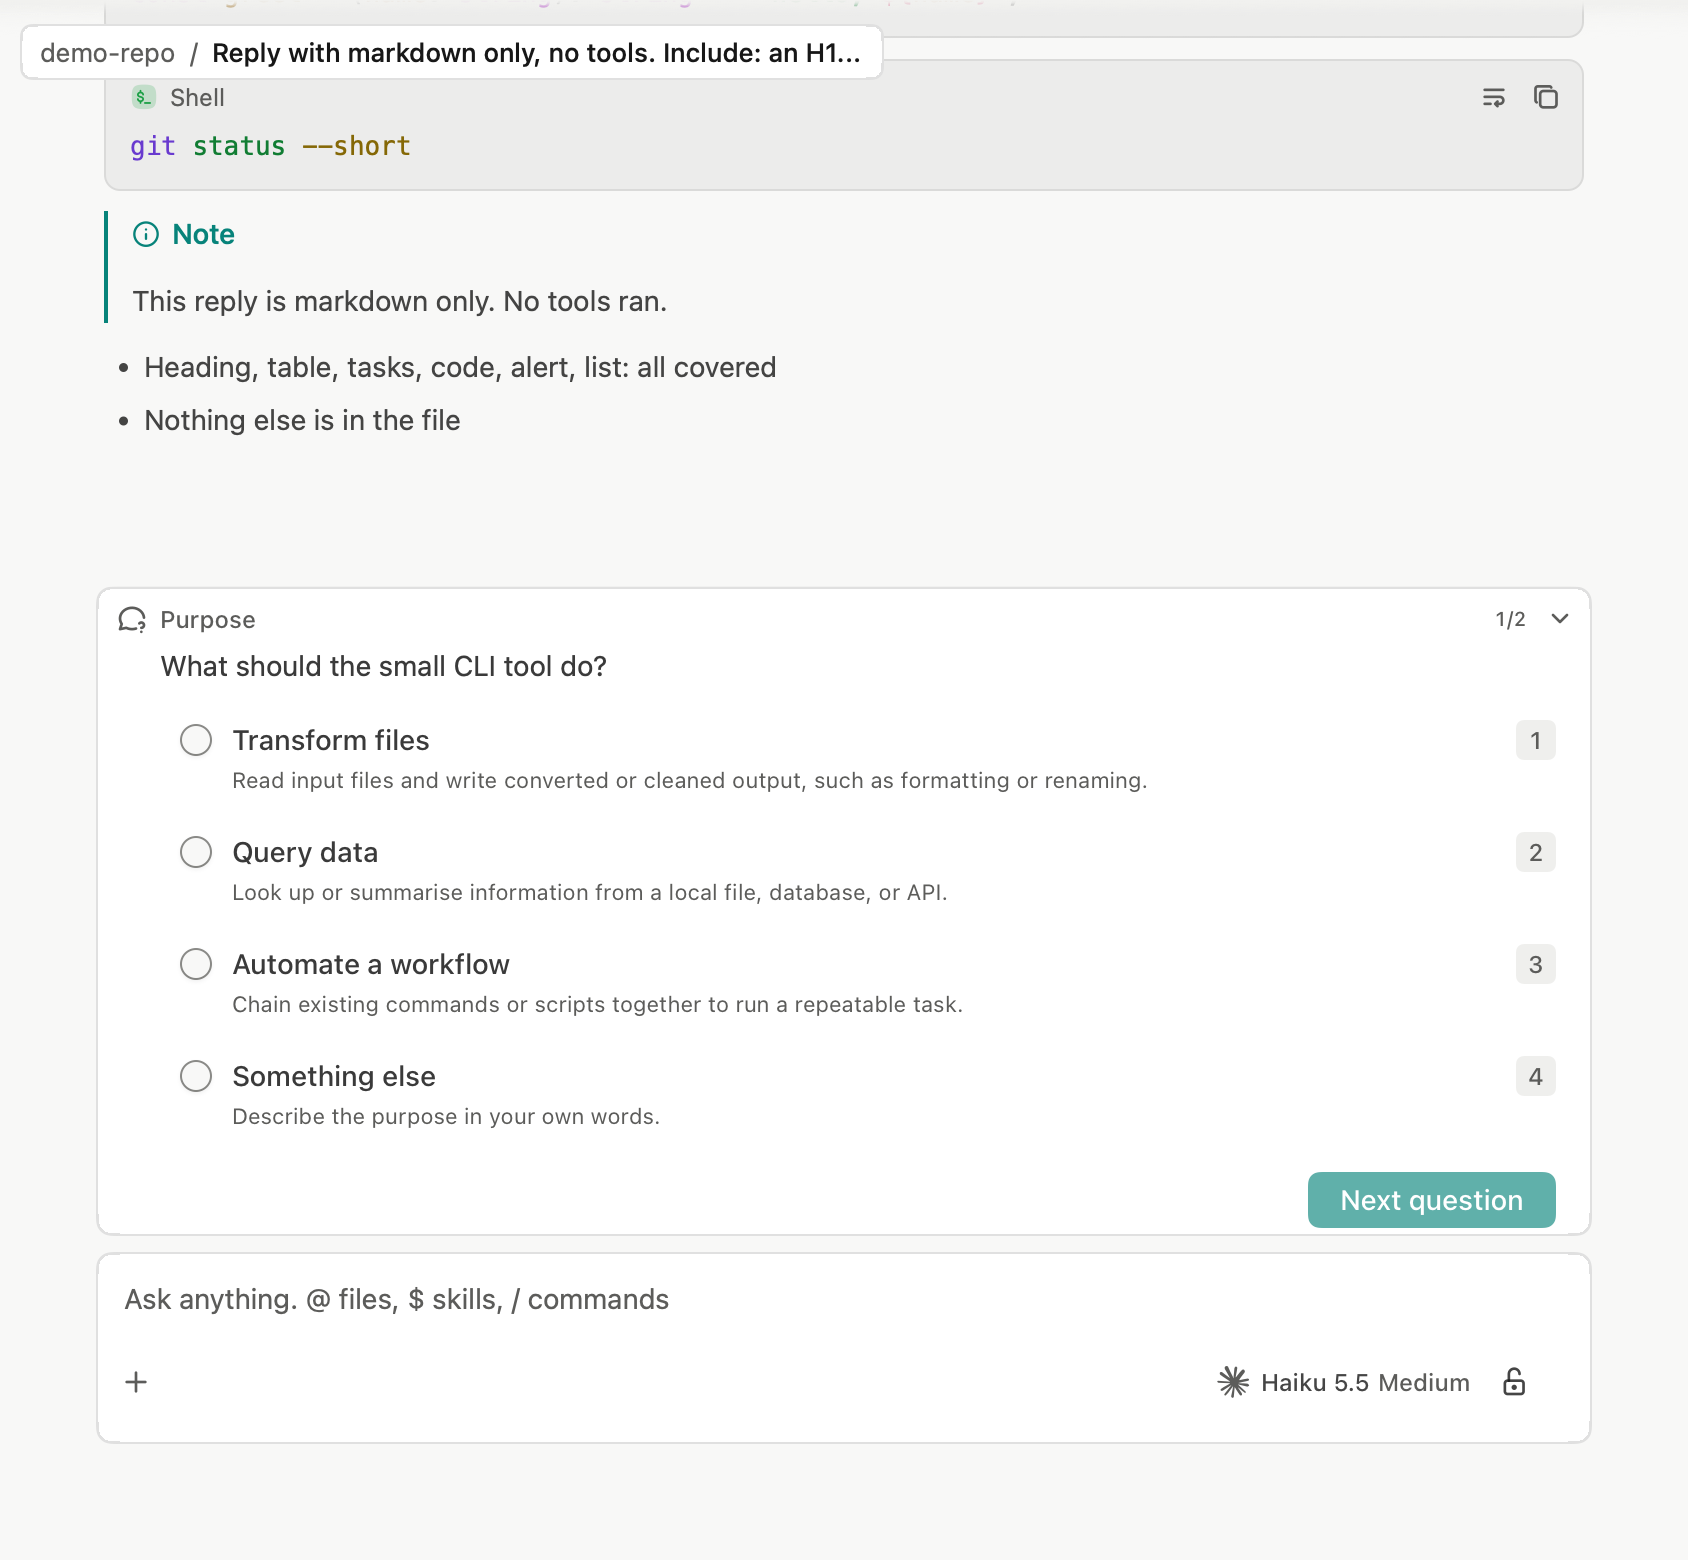 demo-repo / Reply with markdown only, no tools. Include: an H1...
$_ Shell
git status --short
Note
This reply is markdown only. No tools ran.
• Heading, table, tasks, code, alert, list: all covered
• Nothing else is in the file
Purpose 1/2
What should the small CLI tool do?
Transform files 1
Read input files and write converted or cleaned output, such as formatting or renaming.
Query data 2
Look up or summarise information from a local file, database, or API.
Automate a workflow 3
Chain existing commands or scripts together to run a repeatable task.
Something else 4
Describe the purpose in your own words.
Next question
Ask anything. @ files, $ skills, / commands
Haiku 5.5 Medium